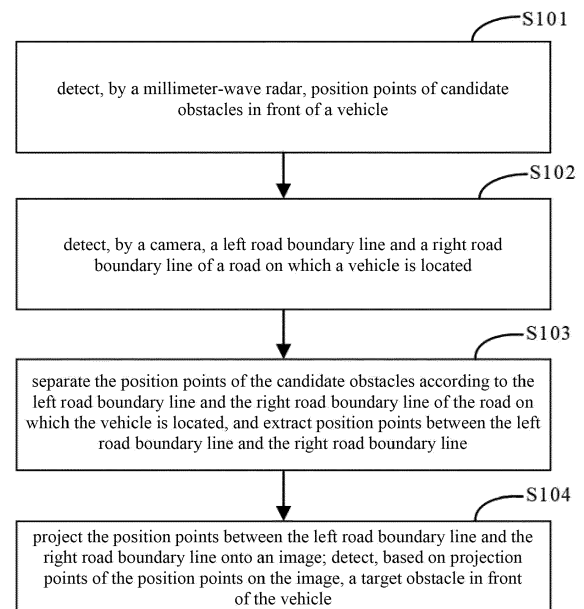 S101
detect, by a millimeter-wave radar, position points of candidate
obstacles in front of a vehicle
S102
detect, by a camera, a left road boundary line and a right road
boundary line of a road on which a vehicle is located
S103
separate the position points of the candidate obstacles according to the
left road boundary line and the right road boundary line of the road on
which the vehicle is located, and extract position points between the left
road boundary line and the right road boundary line
S104
project the position points between the left road boundary line and the
right road boundary line onto an image; detect, based on projection
points of the position points on the image, a target obstacle in front
of the vehicle